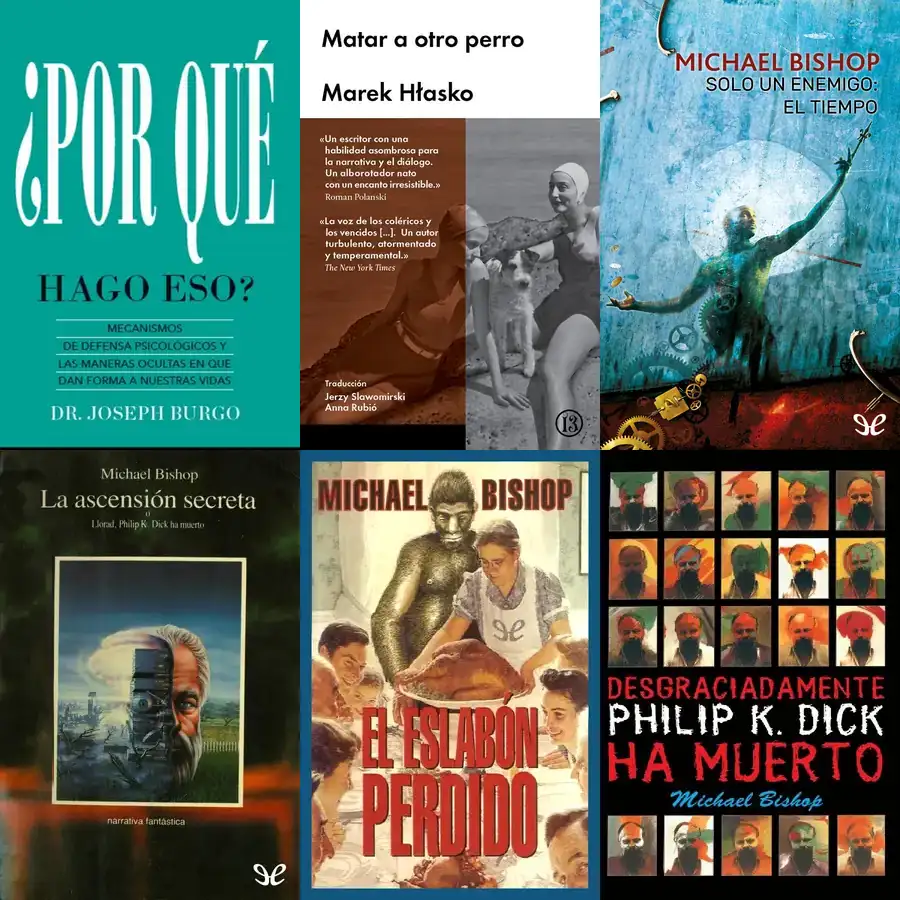 ¿POR QUÉ
HAGO ESO?
MECANISMOS
DE DEFENSA PSICOLÓGICOS Y
LAS MANERAS OCULTAS EN QUE
DAN FORMA A NUESTRAS VIDAS
DR. JOSEPH BURGO
Matar a otro perro
Marek Hłasko
«Un escritor con una
habilidad asombrosa para
la narrativa y el diálogo.
Un alborotador nato
con un encanto irresistible.»
Roman Polanski
«La voz de los coléricos y
los vencidos [...]. Un autor
turbulento, atormentado
y temperamental.»
The New York Times
Traducción
Jerzy Slawomirski
Anna Rubió
13
MICHAEL BISHOP
SOLO UN ENEMIGO:
EL TIEMPO
Michael Bishop
La ascensión secreta
o
Llorad, Philip K. Dick ha muerto
narrativa fantástica
MICHAEL BISHOP
EL ESLABÓN
PERDIDO
DESGRACIADAMENTE
PHILIP K. DICK
HA MUERTO
Michael Bishop